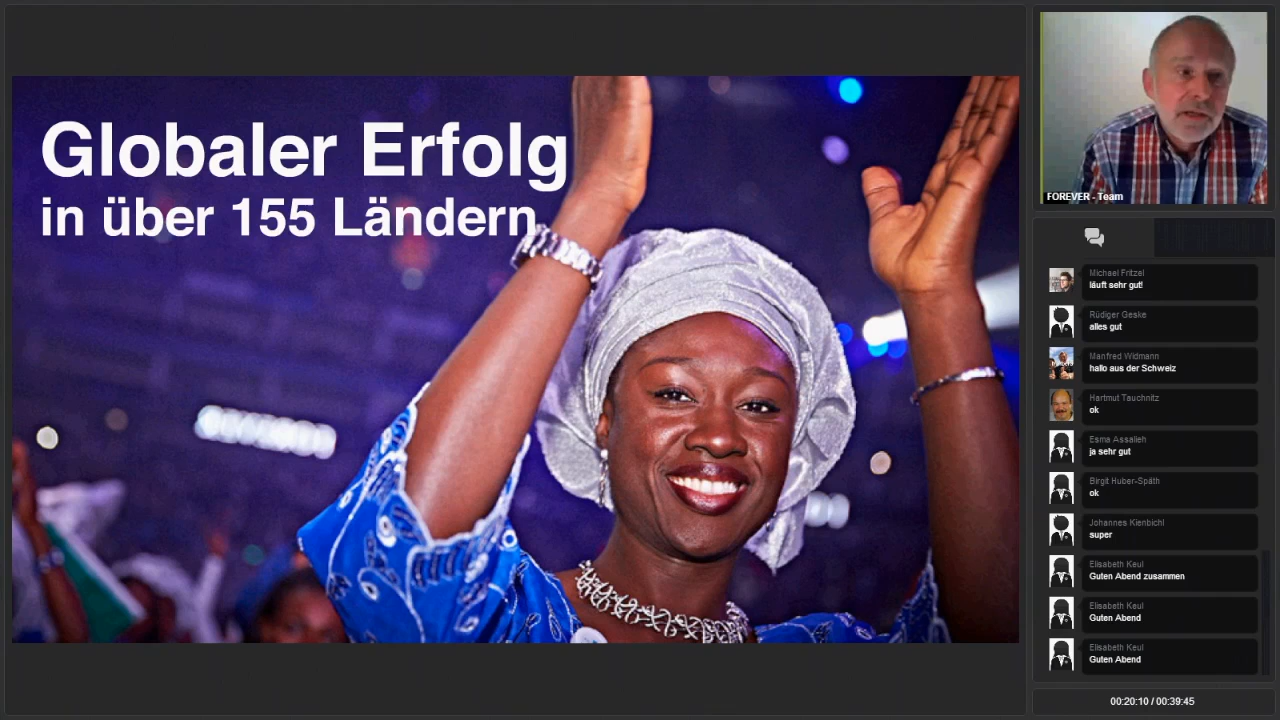 Globaler Erfolg
in über 155 Ländern
FOREVER - Team
Michael Fritzel
läuft sehr gut!
Rüdiger Geske
alles gut
Manfred Widmann
hallo aus der Schweiz
Hartmut Tauchnitz
ok
Esma Assalieh
ja sehr gut
Birgit Huber-Späth
ok
Johannes Kienbichl
super
Elisabeth Keul
Guten Abend zusammen
Elisabeth Keul
Guten Abend
Elisabeth Keul
Guten Abend
00:20:10 / 00:39:45